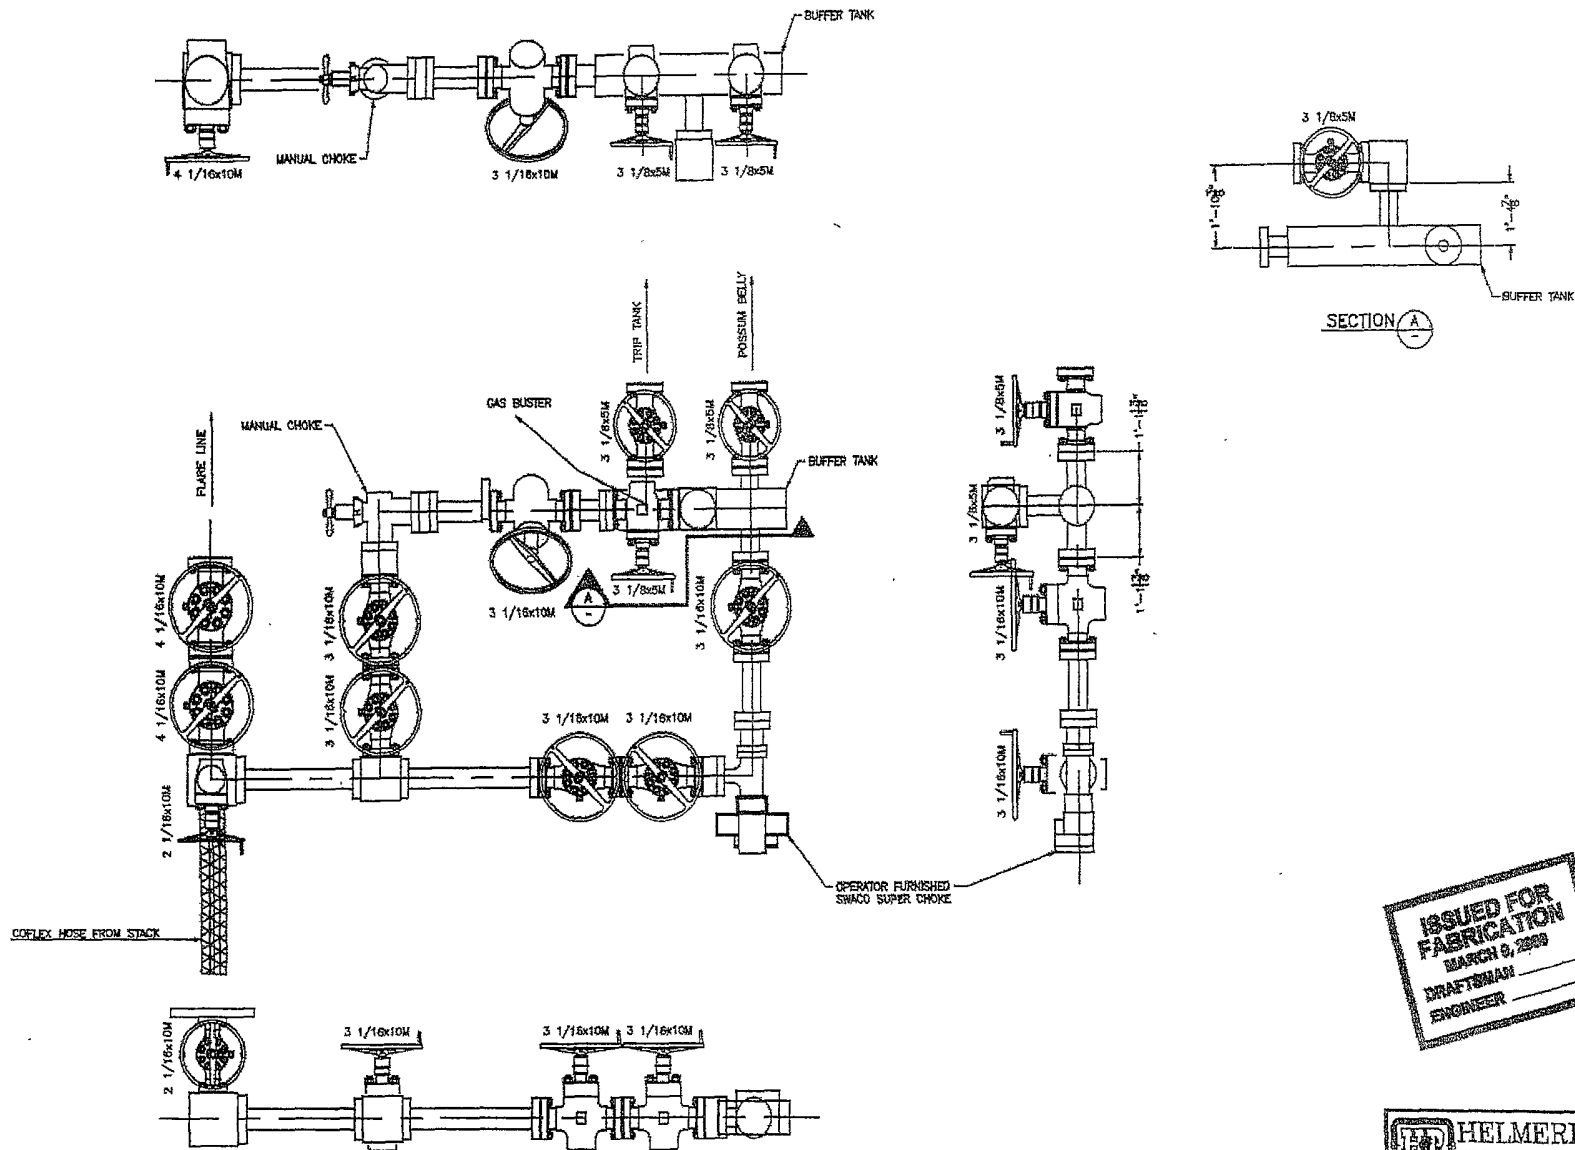 BUFFER TANK
MANUAL CHOKE
4 1/16x10M
3 1/16x10M
3 1/8x5M
3 1/8x5M
3 1/8x5M
BUFFER TANK
SECTION A
-
FLARE LINE
MANUAL CHOKE
GAS BUSTER
TRIP TANK
POSSUM BELLY
3 1/8x5M
3 1/8x5M
BUFFER TANK
4 1/16x10M
4 1/16x10M
3 1/16x10M
3 1/16x10M
3 1/16x10M
A
-
3 1/8x5M
3 1/16x10M
3 1/16x10M
3 1/16x10M
2 1/16x10M
COFLEX HOSE FROM STACK
OPERATOR FURNISHED
SWACO SUPER CHOKE
3 1/8x5M
3 1/8x5M
3 1/16x10M
3 1/16x10M
2 1/16x10M
3 1/16x10M
3 1/16x10M
3 1/16x10M
ISSUED FOR
FABRICATION
MARCH
DRAFTSMAN
ENGINEER